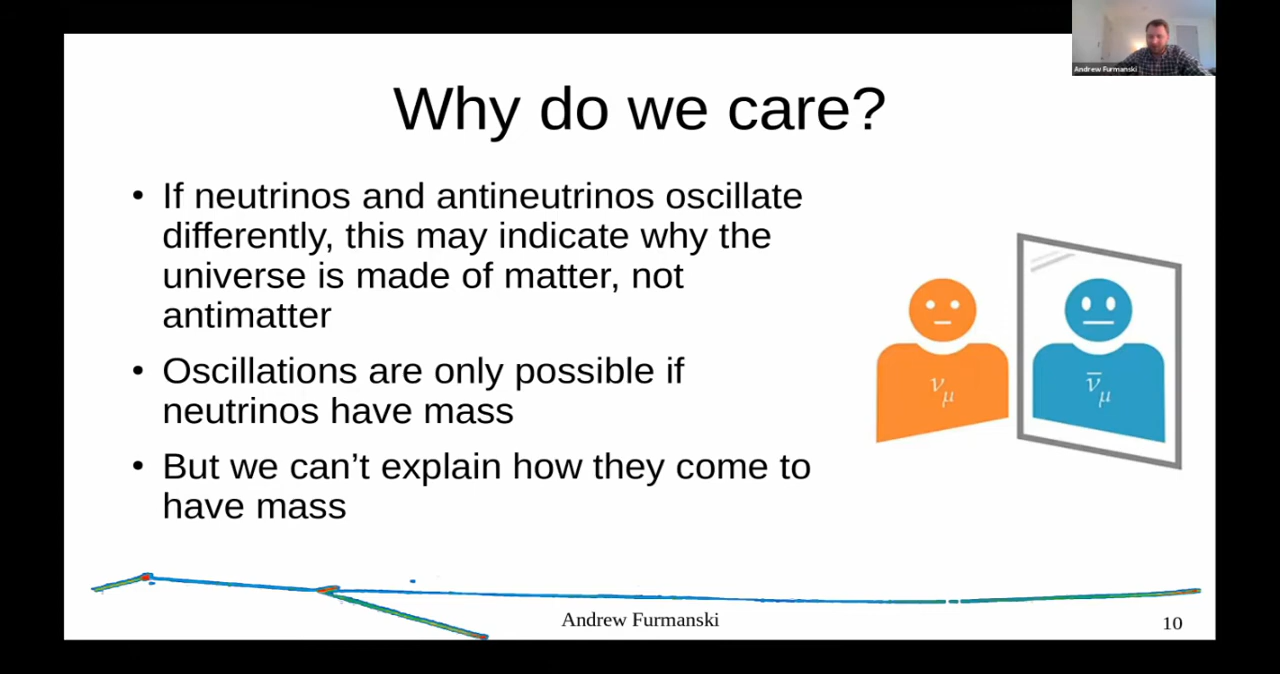 Andrew Furmanski
Why do we care?
• If neutrinos and antineutrinos oscillate
differently, this may indicate why the
universe is made of matter, not
antimatter
• Oscillations are only possible if
neutrinos have mass
• But we can’t explain how they come to
have mass
ν_μ
ν̅_μ
Andrew Furmanski
10